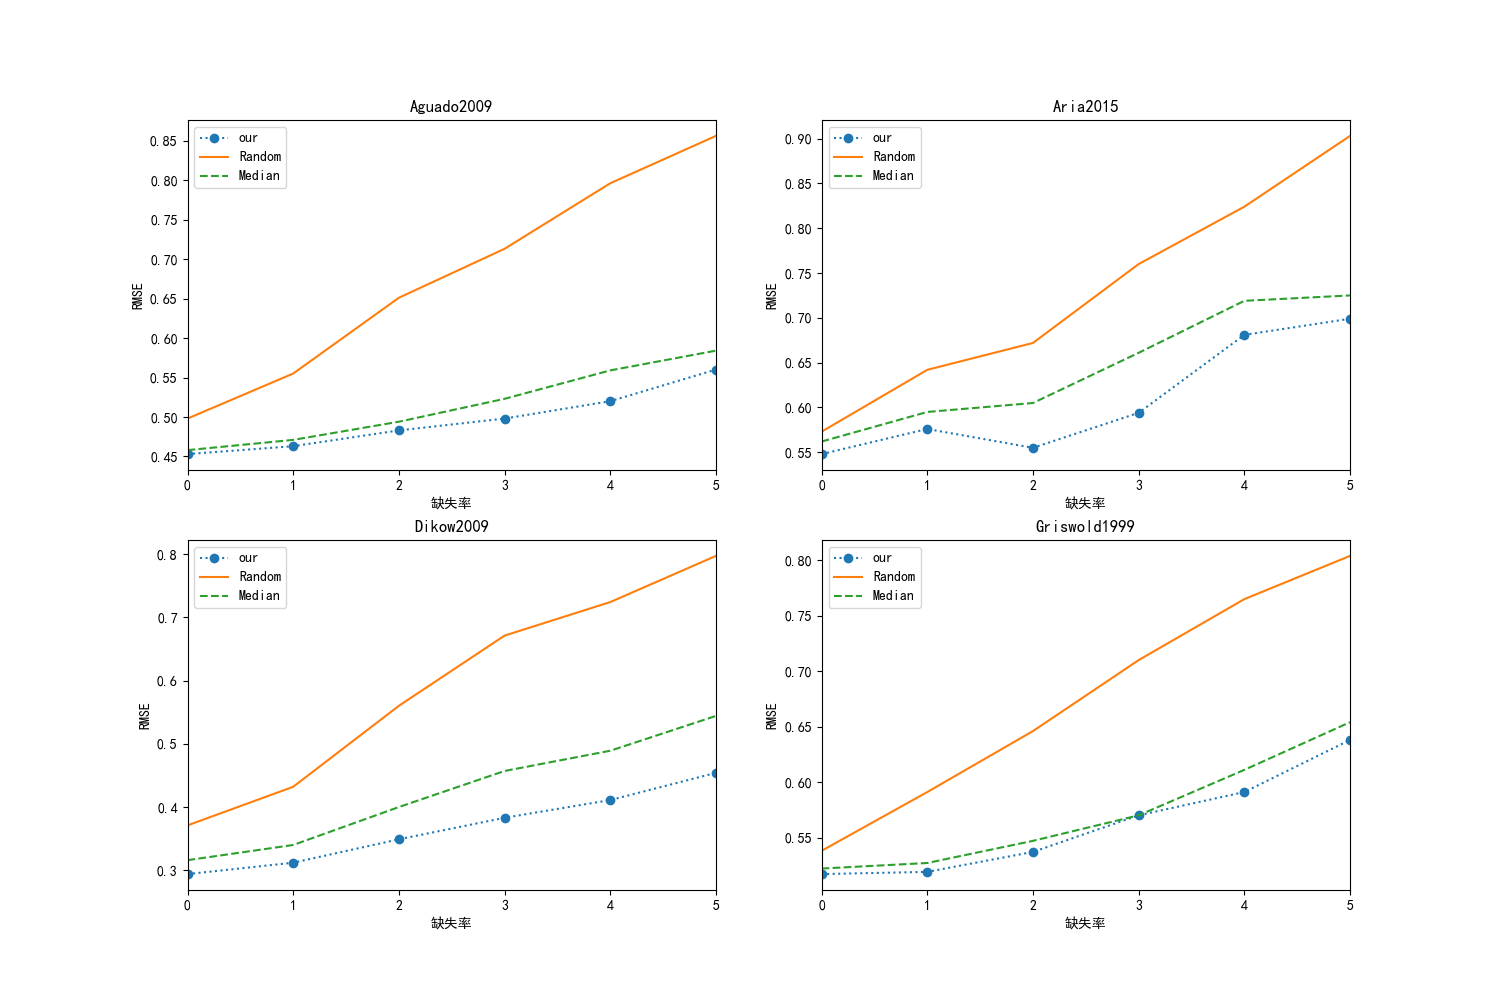 Aguado2009
our
Random
Median
0.85
0.80
0.75
0.70
0.65
0.60
0.55
0.50
0.45
RMSE
0 1 2 3 4 5
缺失率
Aria2015
our
Random
Median
0.90
0.85
0.80
0.75
0.70
0.65
0.60
0.55
RMSE
0 1 2 3 4 5
缺失率
Dikow2009
our
Random
Median
0.8
0.7
0.6
0.5
0.4
0.3
RMSE
0 1 2 3 4 5
缺失率
Griswold1999
our
Random
Median
0.80
0.75
0.70
0.65
0.60
0.55
RMSE
0 1 2 3 4 5
缺失率